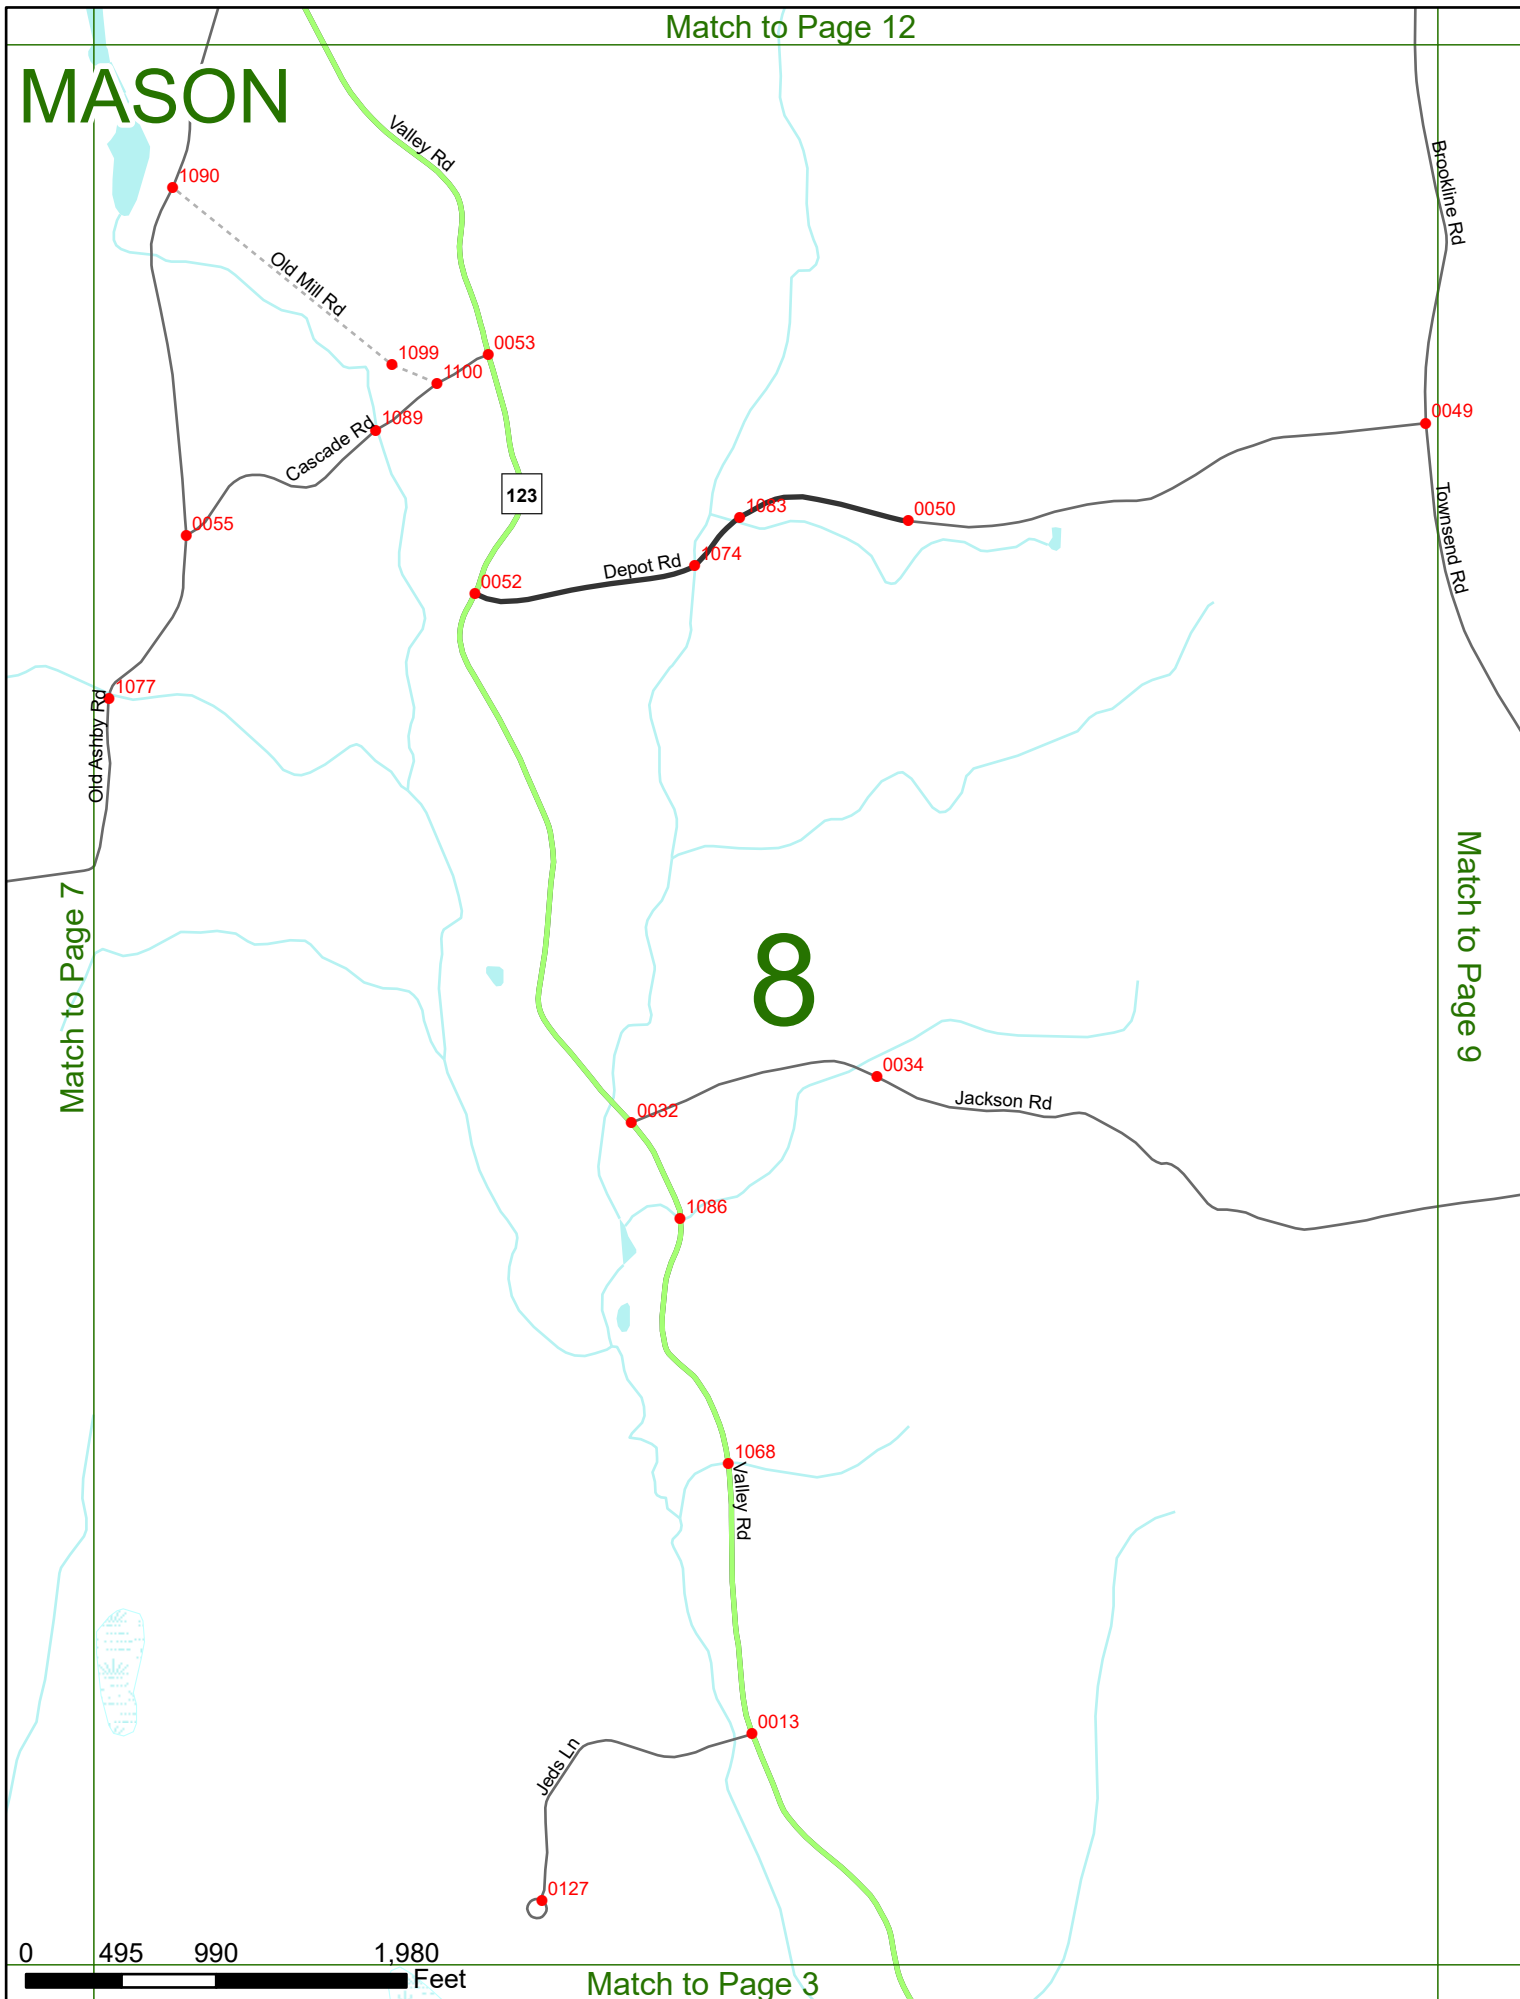 Match to Page 12
MASON
Valley Rd
Brookline Rd
1090
Old Mill Rd
0053
1099
1100
0049
1089
Cascade Rd
123
Townsend Rd
1083
0050
0055
Depot Rd
1074
0052
1077
Old Ashby Rd
Match to Page 7
Match to Page 9
8
0034
Jackson Rd
0032
1086
1068
Valley Rd
0013
Jeds Ln
0127
0 495 990 1,980
Feet
Match to Page 3